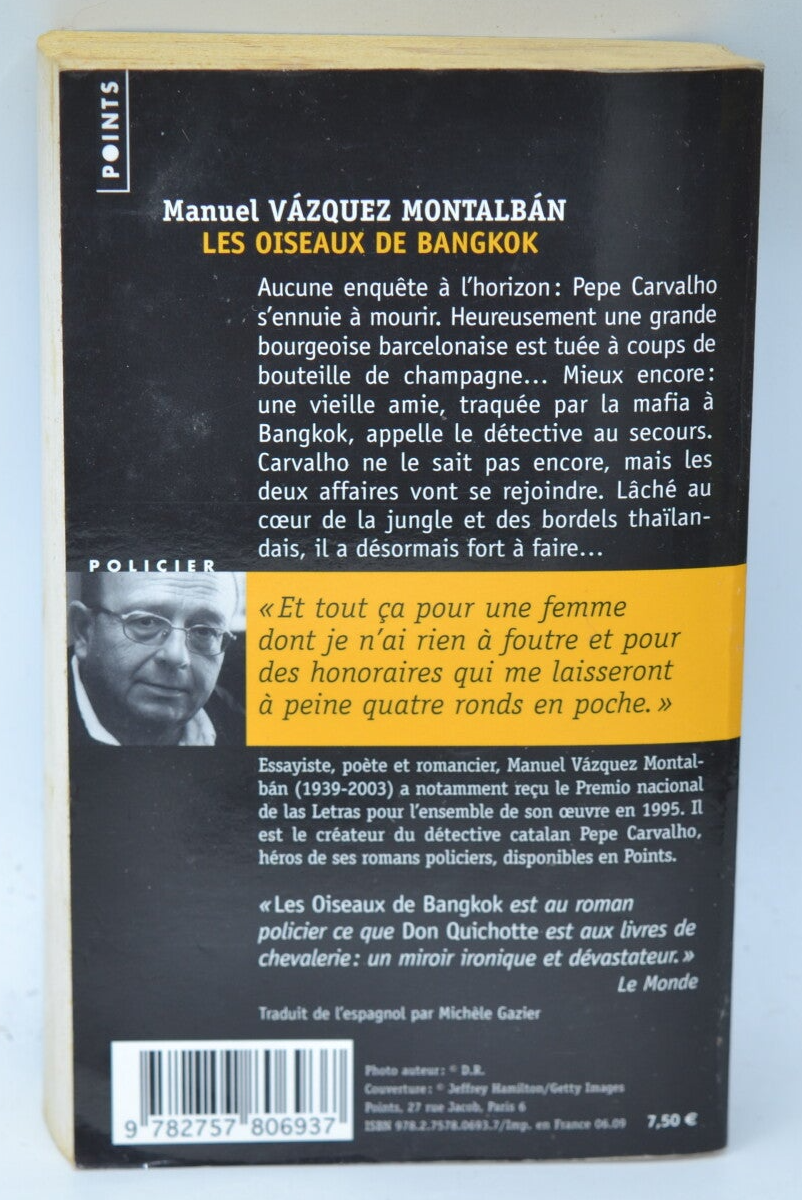 POINTS
Manuel VÁZQUEZ MONTALBÁN
LES OISEAUX DE BANGKOK
Aucune enquête à l'horizon : Pepe Carvalho
s'ennuie à mourir. Heureusement une grande
bourgeoise barcelonaise est tuée à coups de
bouteille de champagne... Mieux encore :
une vieille amie, traquée par la mafia à
Bangkok, appelle le détective au secours.
Carvalho ne le sait pas encore, mais les
deux affaires vont se rejoindre. Lâché au
cœur de la jungle et des bordels thaïlan-
dais, il a désormais fort à faire...
POLICIER
« Et tout ça pour une femme
dont je n'ai rien à foutre et pour
des honoraires qui me laisseront
à peine quatre ronds en poche. »
Essayiste, poète et romancier, Manuel Vázquez Montal-
bán (1939-2003) a notamment reçu le Premio nacional
de las Letras pour l'ensemble de son œuvre en 1995. Il
est le créateur du détective catalan Pepe Carvalho,
héros de ses romans policiers, disponibles en Points.
« Les Oiseaux de Bangkok est au roman
policier ce que Don Quichotte est aux livres de
chevalerie : un miroir ironique et dévastateur. »
Le Monde
Traduit de l'espagnol par Michèle Gazier
Photo auteur : © D.R.
Couverture : © Jeffrey Hamilton/Getty Images
Points, 27 rue Jacob, Paris 6
ISBN 978.2.7578.0693.7/Imp. en France 06.09
7,50 €
9 782757 806937